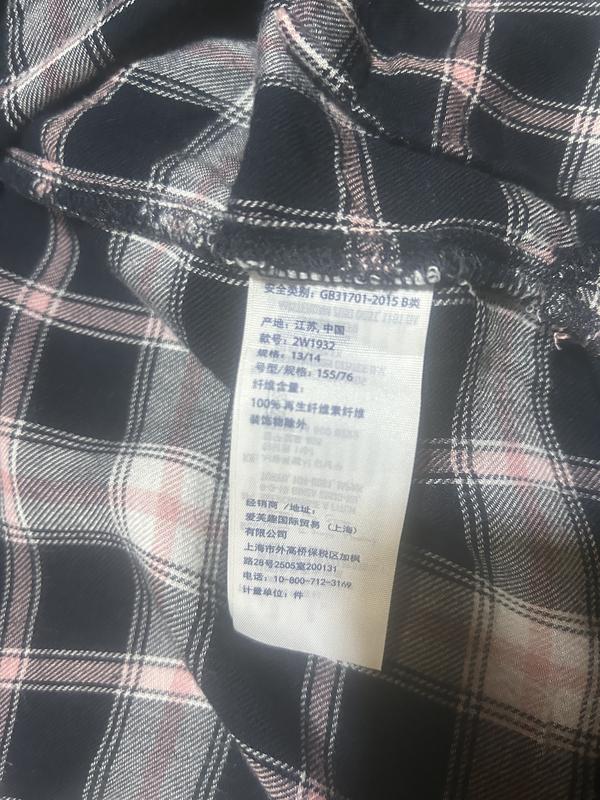 安全类别：GB31701-2015 B类
产地：江苏, 中国
款号：2W1932
规格：13/14
号型/规格：155/76
纤维含量：
100% 再生纤维素纤维
装饰物除外
经销商 /地址：
爱芙趣国际贸易（上海）
有限公司
上海市外高桥保税区加枫
路28号2505室200131
电话：10-800-712-3169
计量单位：件